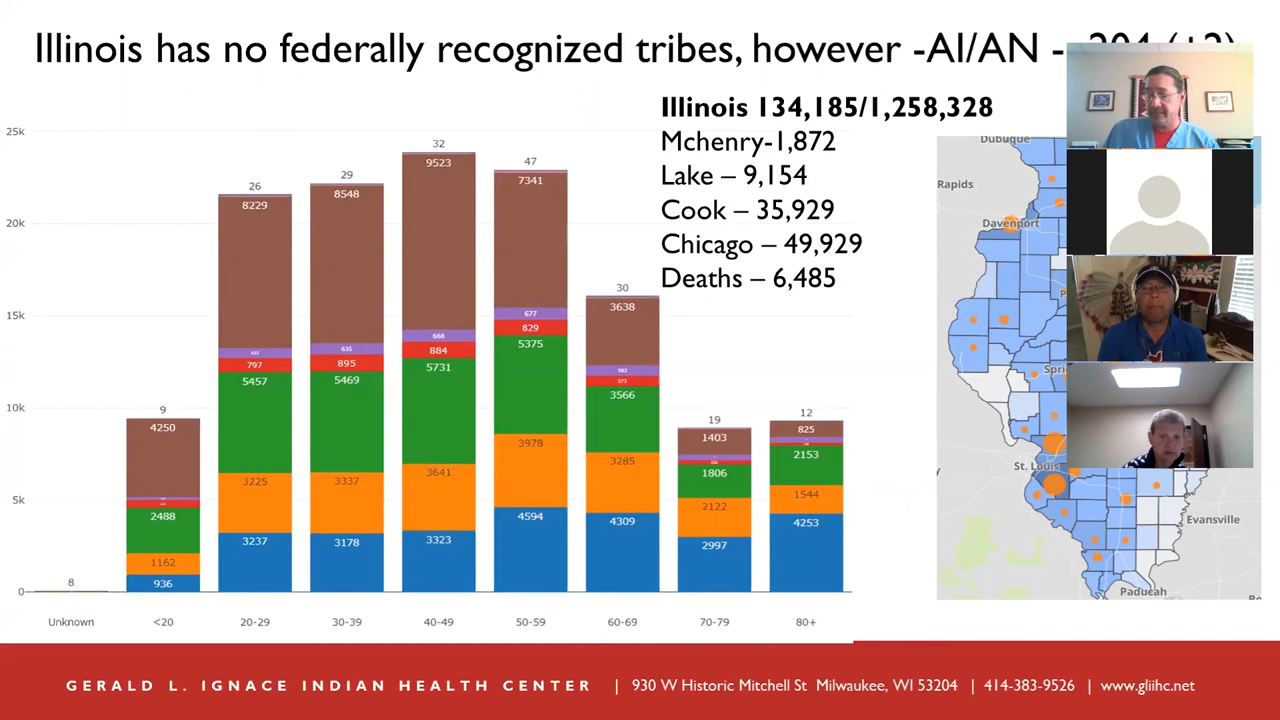 Illinois has no federally recognized tribes, however -AI/AN -
Illinois 134,185/1,258,328
Mchenry-1,872
Lake – 9,154
Cook – 35,929
Chicago – 49,929
Deaths – 6,485
25k
20k
15k
10k
5k
0
8
9
4250
2488
1162
936
26
8229
797
5457
3225
3237
29
8548
635
895
5469
3337
3178
32
9523
668
884
5731
3641
3323
47
7341
677
829
5375
3978
4594
30
3638
582
573
3566
3285
4309
19
1403
1806
2122
2997
12
825
2153
1544
4253
Unknown
<20
20-29
30-39
40-49
50-59
60-69
70-79
80+
Dubuque
Rapids
Davenport
St. Louis
Evansville
Paducah
GERALD L. IGNACE INDIAN HEALTH CENTER | 930 W Historic Mitchell St Milwaukee, WI 53204 | 414-383-9526 | www.gliihc.net